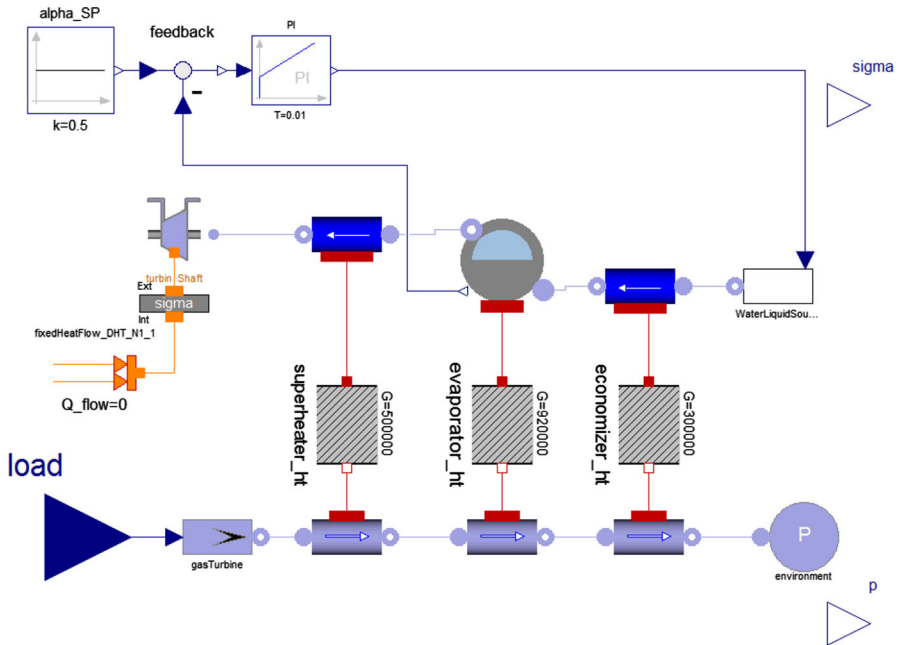 alpha_SP
feedback
PI
PI
-
k=0.5
T=0.01
sigma
turbin Shaft
Ext
sigma
Int
fixedHeatFlow_DHT_N1_1
Q_flow=0
WaterLiquidSou...
superheater_ht
G=500000
evaporator_ht
G=920000
economizer_ht
G=300000
load
gasTurbine
P
environment
p